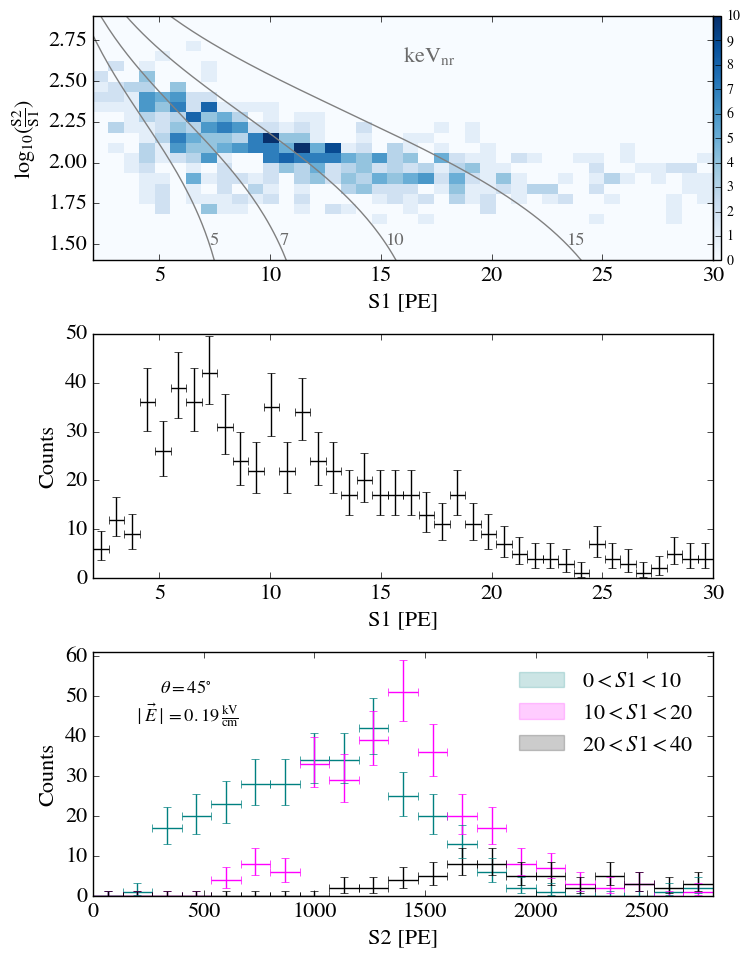 2.75
2.50
2.25
2.00
1.75
1.50
log₁₀(S2/S1)
keV_nr
5
7
10
15
10
9
8
7
6
5
4
3
2
1
0
5 10 15 20 25 30
S1 [PE]
50
40
30
20
10
0
Counts
5 10 15 20 25 30
S1 [PE]
60
50
40
30
20
10
0
Counts
θ = 45°
|E⃗| = 0.19 kV/cm
0 < S1 < 10
10 < S1 < 20
20 < S1 < 40
0 500 1000 1500 2000 2500
S2 [PE]